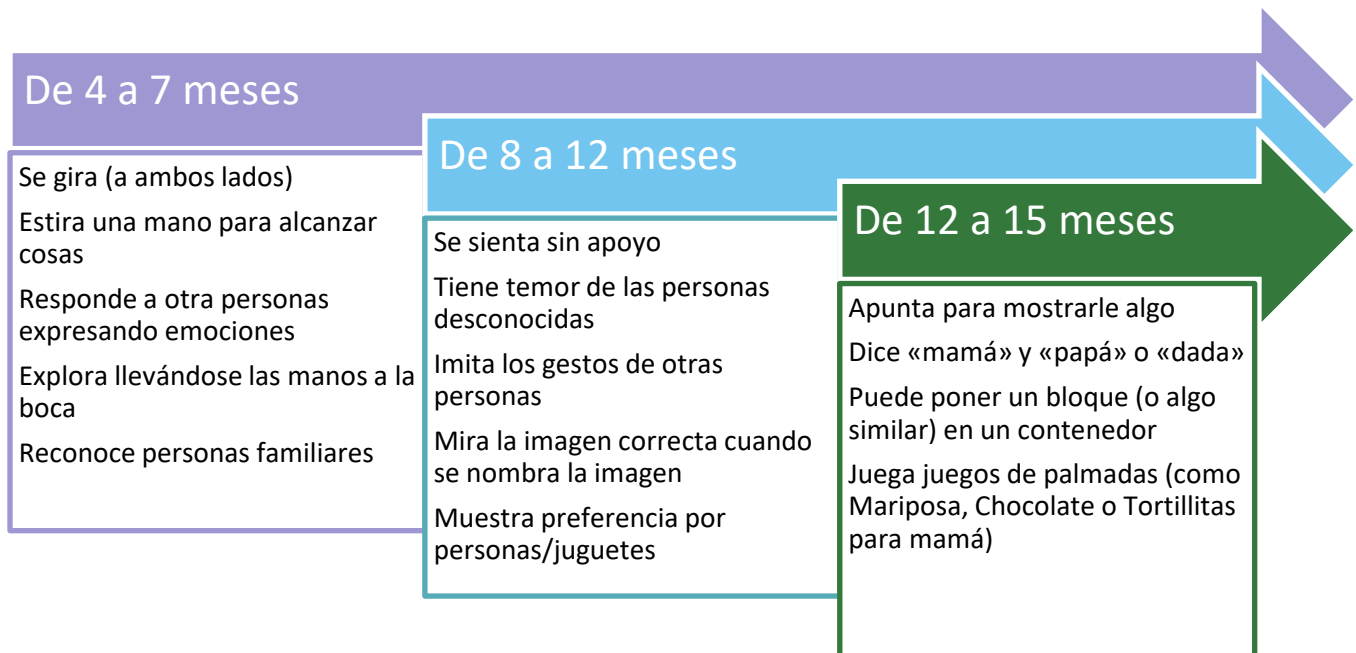 De 4 a 7 meses
Se gira (a ambos lados)
Estira una mano para alcanzar
cosas
Responde a otra personas
expresando emociones
Explora llevándose las manos a la
boca
Reconoce personas familiares
De 8 a 12 meses
Se sienta sin apoyo
Tiene temor de las personas
desconocidas
Imita los gestos de otras
personas
Mira la imagen correcta cuando
se nombra la imagen
Muestra preferencia por
personas/juguetes
De 12 a 15 meses
Apunta para mostrarle algo
Dice «mamá» y «papá» o «dada»
Puede poner un bloque (o algo
similar) en un contenedor
Juega juegos de palmadas (como
Mariposa, Chocolate o Tortillitas
para mamá)